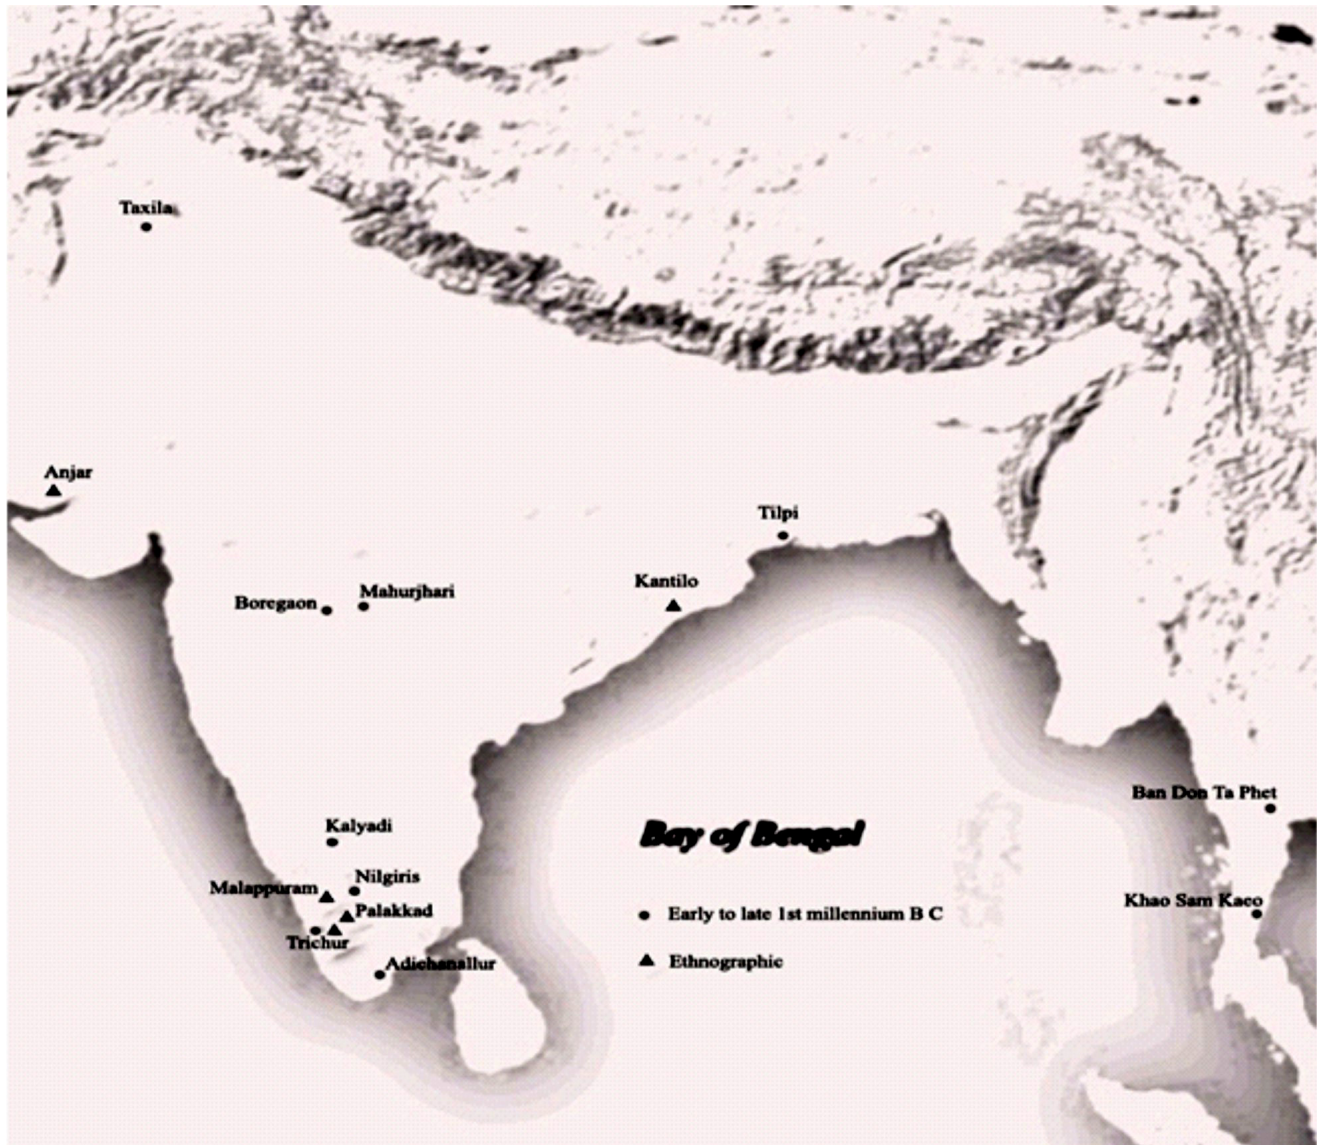 Taxila
Anjar
Tilpi
Kantilo
Boregaon
Mahurjhari
Ban Don Ta Phet
Kalyadi
Bay of Bengal
Nilgiris
Malappuram
Palakkad
Khao Sam Kaeo
Early to late 1st millennium B C
Trichur
Adichanallur
Ethnographic